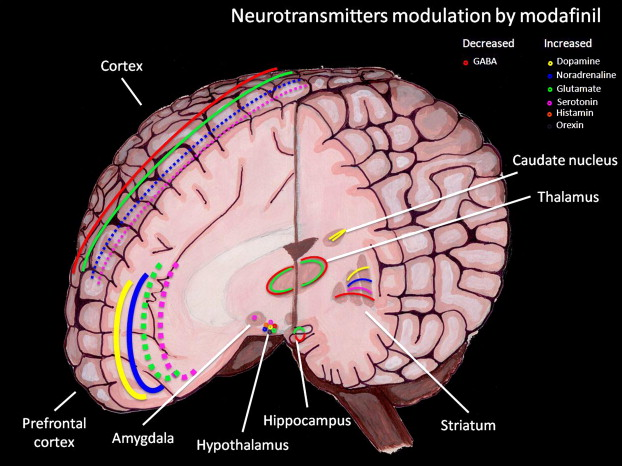 Neurotransmitters modulation by modafinil
Decreased
GABA
Increased
Dopamine
Noradrenaline
Glutamate
Serotonin
Histamin
Orexin
Cortex
Caudate nucleus
Thalamus
Prefrontal
cortex
Amygdala
Hypothalamus
Hippocampus
Striatum